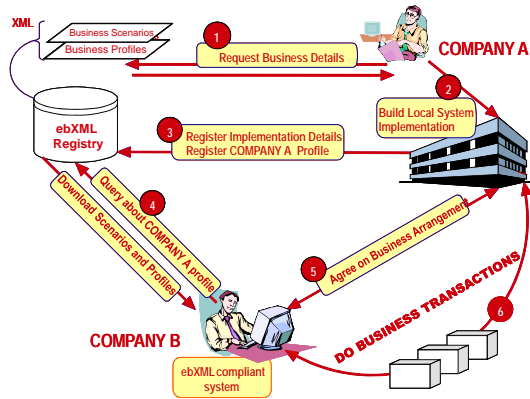 XML
Business Scenarios
Business Profiles
1
Request Business Details
COMPANY A
2
Build Local System
Implementation
ebXML
Registry
3
Register Implementation Details
Register COMPANY A Profile
4
Query about COMPANY A profile
Download Scenarios and Profiles
5
Agree on Business Arrangement
6
DO BUSINESS TRANSACTIONS
COMPANY B
ebXML compliant
system